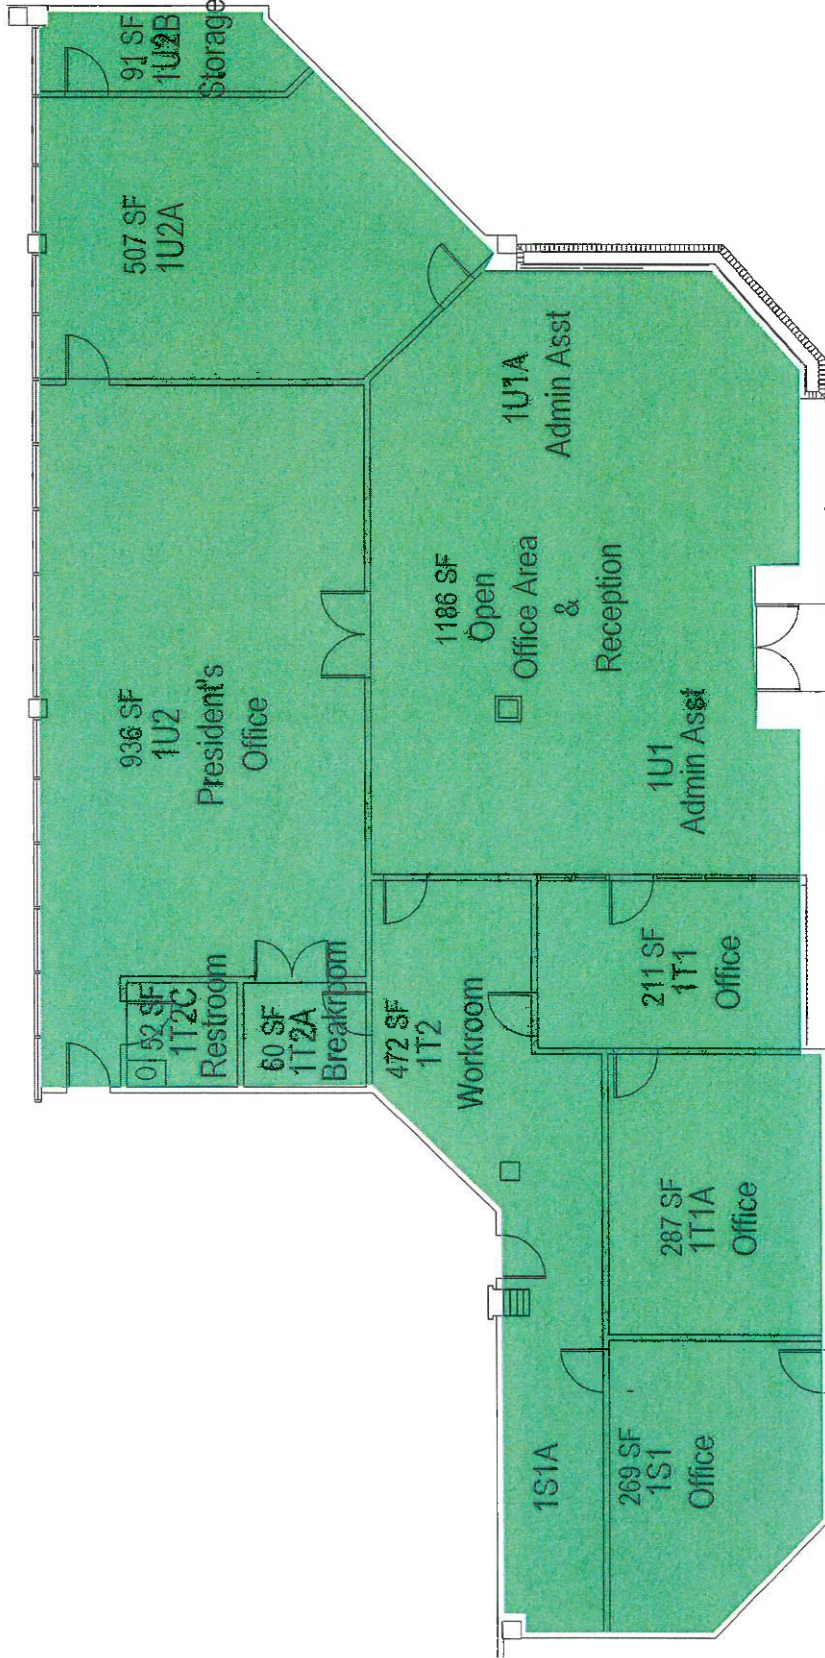 91 SF
1U2B
Storage
507 SF
1U2A
936 SF
1U2
President's
Office
52 SF
1T2C
Restroom
60 SF
1T2A
Breakroom
1U1A
Admin Asst
1186 SF
Open
Office Area
&
Reception
1U1
Admin Asst
472 SF
1T2
Workroom
211 SF
1T1
Office
287 SF
1T1A
Office
1S1A
269 SF
1S1
Office